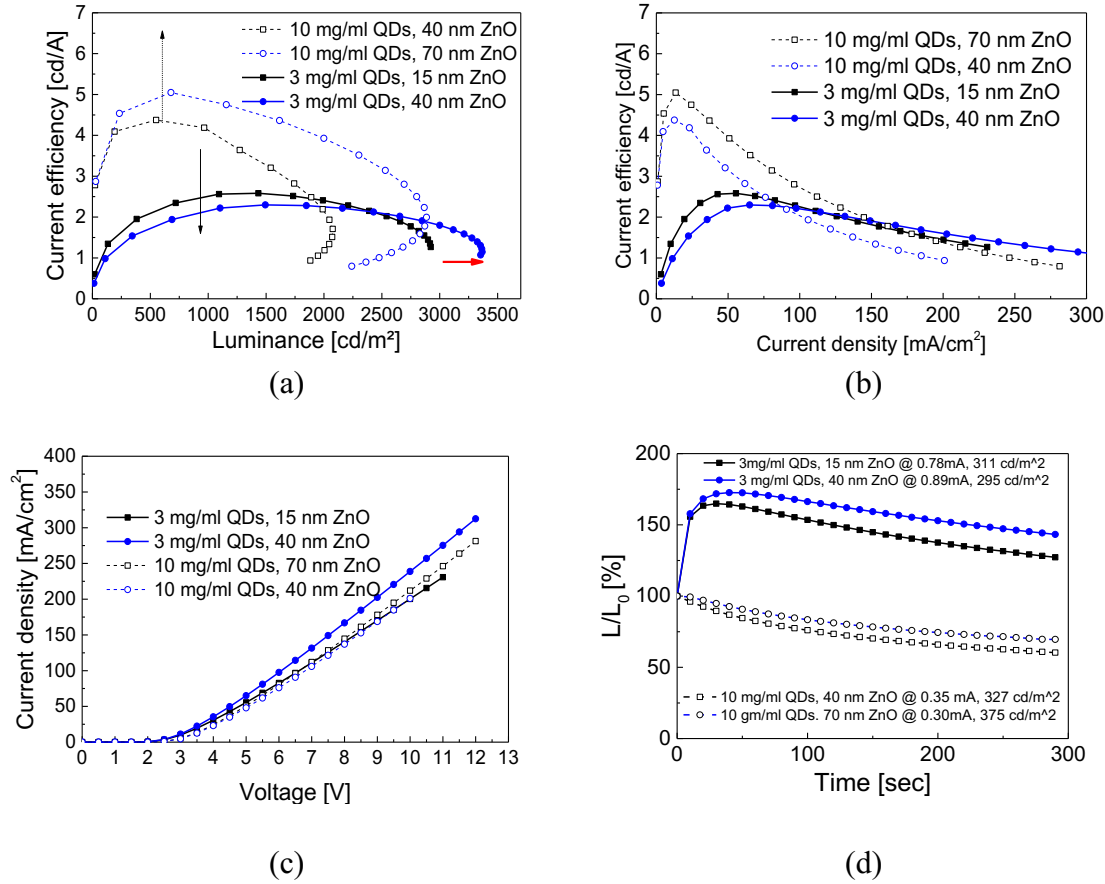 7
6
5
4
3
2
1
0
Current efficiency [cd/A]
10 mg/ml QDs, 40 nm ZnO
10 mg/ml QDs, 70 nm ZnO
3 mg/ml QDs, 15 nm ZnO
3 mg/ml QDs, 40 nm ZnO
0 500 1000 1500 2000 2500 3000 3500
Luminance [cd/m²]
(a)
7
6
5
4
3
2
1
0
Current efficiency [cd/A]
10 mg/ml QDs, 70 nm ZnO
10 mg/ml QDs, 40 nm ZnO
3 mg/ml QDs, 15 nm ZnO
3 mg/ml QDs, 40 nm ZnO
0 50 100 150 200 250 300
Current density [mA/cm²]
(b)
400
350
300
250
200
150
100
50
0
Current density [mA/cm²]
3 mg/ml QDs, 15 nm ZnO
3 mg/ml QDs, 40 nm ZnO
10 mg/ml QDs, 70 nm ZnO
10 mg/ml QDs, 40 nm ZnO
0 1 2 3 4 5 6 7 8 9 10 11 12 13
Voltage [V]
(c)
200
150
100
50
0
L/L₀ [%]
3mg/ml QDs, 15 nm ZnO @ 0.78mA, 311 cd/m^2
3 mg/ml QDs, 40 nm ZnO @ 0.89mA, 295 cd/m^2
10 mg/ml QDs, 40 nm ZnO @ 0.35 mA, 327 cd/m^2
10 gm/ml QDs. 70 nm ZnO @ 0.30mA, 375 cd/m^2
0 100 200 300
Time [sec]
(d)